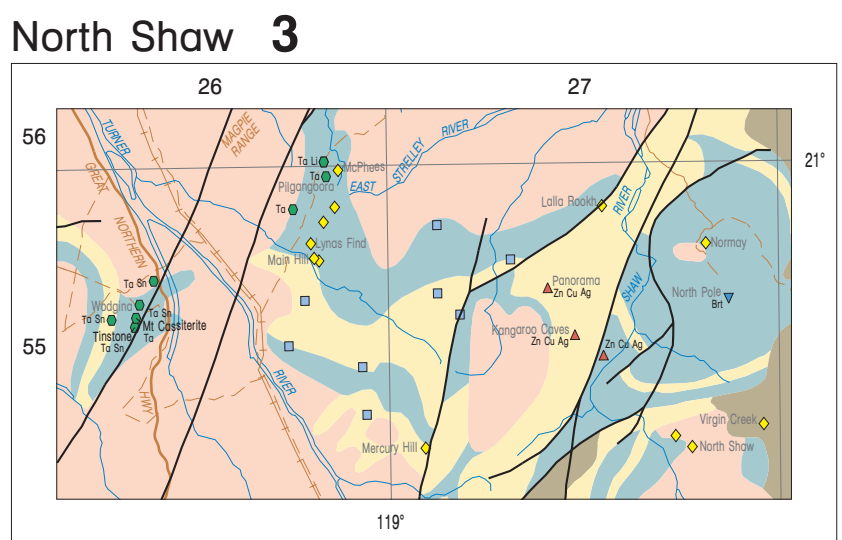 North Shaw 3
26
27
56
21°
TURNER
MAGPIE
RANGE
RIVER
STRELLEY
EAST
Ta Li
McPhees
Ta
Pilgangoora
Ta
GREAT
NORTHERN
HWY
Lalla Rookh
RIVER
SHAW
Lynas Find
Main Hill
Normay
Ta Sn
Panorama
Zn Cu Ag
North Pole
Brt
Wodgina
Ta Sn
Ta Sn
Mt Cassiterite
Ta
Tinstone
Ta Sn
Kangaroo Caves
Zn Cu Ag
Zn Cu Ag
55
RIVER
Virgin Creek
Mercury Hill
North Shaw
119°